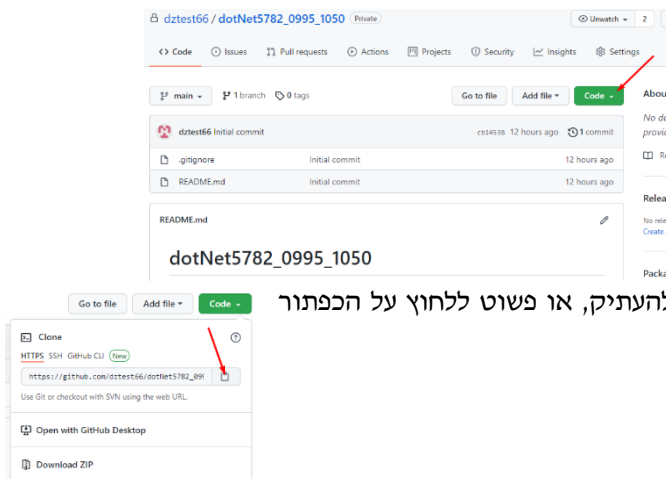 dztest66 / dotNet5782_0995_1050 Private
Unwatch 2
Code Issues Pull requests Actions Projects Security Insights Settings
main 1 branch 0 tags
Go to file Add file Code
dztest66 Initial commit
cb14538 12 hours ago 1 commit
.gitignore Initial commit 12 hours ago
README.md Initial commit 12 hours ago
README.md
dotNet5782_0995_1050
להעתיק, או פשוט ללחוץ על הכפתור
Go to file Add file Code
Clone
HTTPS SSH GitHub CLI New
https://github.com/dztest66/dotNet5782_09
Use Git or checkout with SVN using the web URL.
Open with GitHub Desktop
Download ZIP